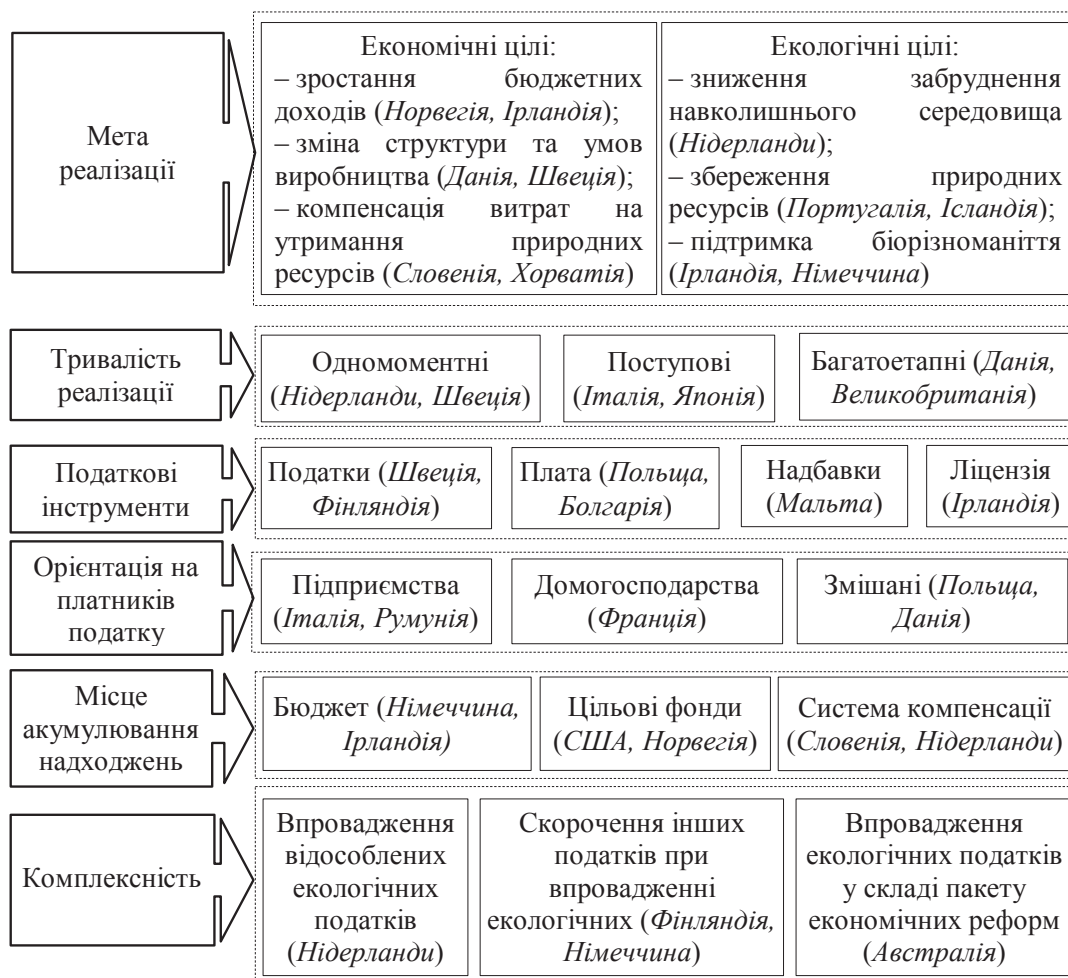 Мета
реалізації
Економічні цілі:
– зростання бюджетних
доходів (Норвегія, Ірландія);
– зміна структури та умов
виробництва (Данія, Швеція);
– компенсація витрат на
утримання природних
ресурсів (Словенія, Хорватія)
Екологічні цілі:
– зниження забруднення
навколишнього середовища
(Нідерланди);
– збереження природних
ресурсів (Португалія, Ісландія);
– підтримка біорізноманіття
(Ірландія, Німеччина)
Тривалість
реалізації
Одномоментні
(Нідерланди, Швеція)
Поступові
(Італія, Японія)
Багатоетапні (Данія,
Великобританія)
Податкові
інструменти
Податки (Швеція,
Фінляндія)
Плата (Польща,
Болгарія)
Надбавки
(Мальта)
Ліцензія
(Ірландія)
Орієнтація на
платників
податку
Підприємства
(Італія, Румунія)
Домогосподарства
(Франція)
Змішані (Польща,
Данія)
Місце
акумулювання
надходжень
Бюджет (Німеччина,
Ірландія)
Цільові фонди
(США, Норвегія)
Система компенсації
(Словенія, Нідерланди)
Комплексність
Впровадження
відособлених
екологічних
податків
(Нідерланди)
Скорочення інших
податків при
впровадженні
екологічних (Фінляндія,
Німеччина)
Впровадження
екологічних податків
у складі пакету
економічних реформ
(Австралія)